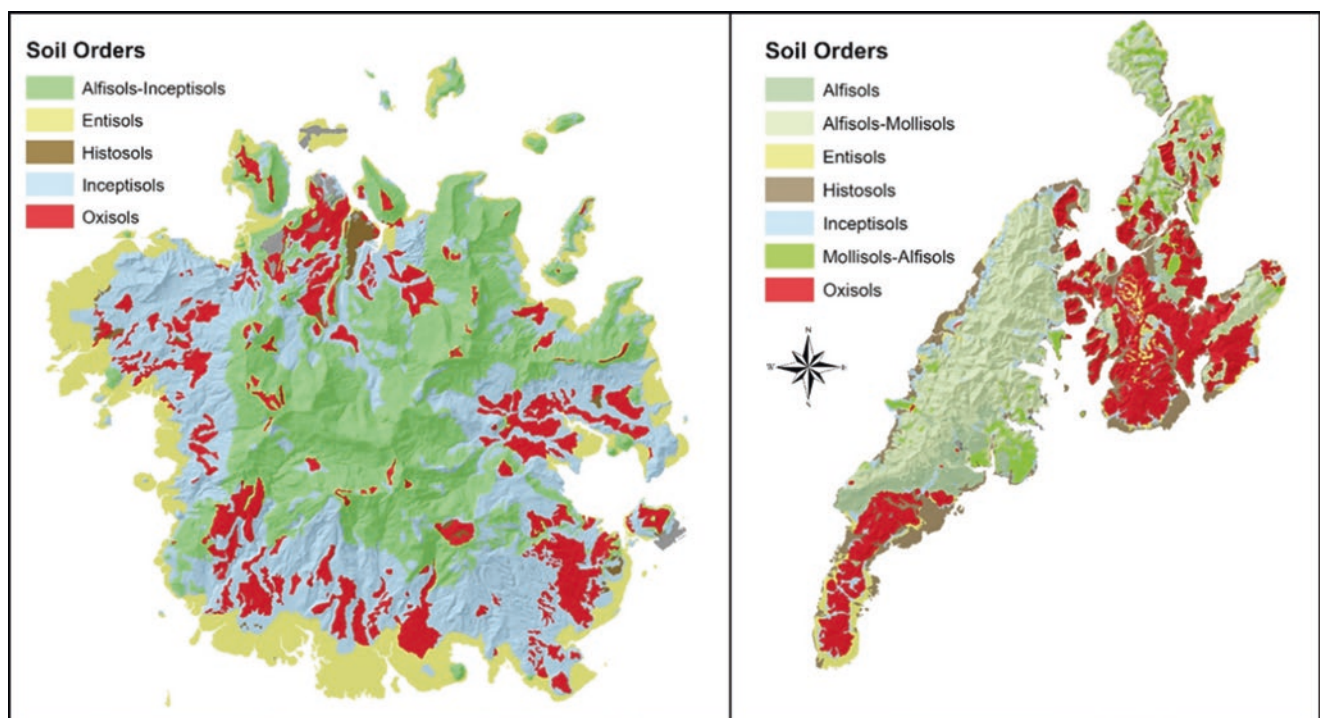 Soil Orders
Alfisols-Inceptisols
Entisols
Histosols
Inceptisols
Oxisols
Soil Orders
Alfisols
Alfisols-Mollisols
Entisols
Histosols
Inceptisols
Mollisols-Alfisols
Oxisols
N
W
E
S